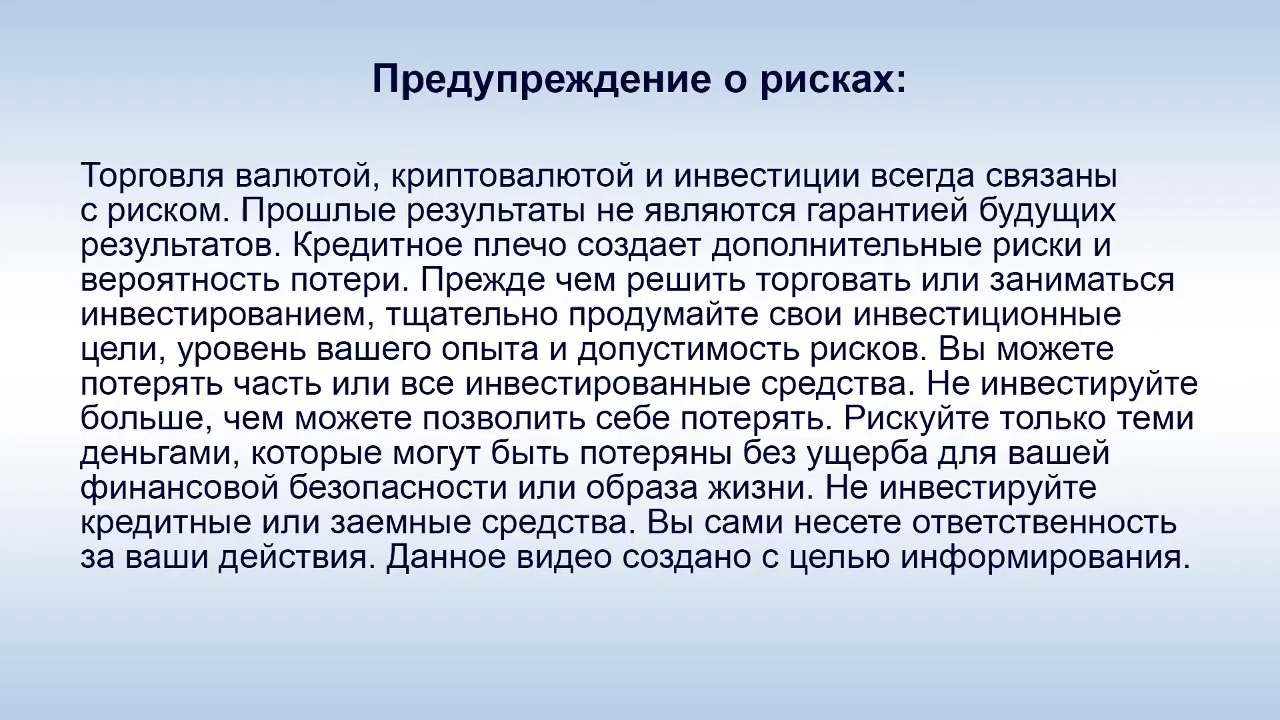 Предупреждение о рисках:
Торговля валютой, криптовалютой и инвестиции всегда связаны
с риском. Прошлые результаты не являются гарантией будущих
результатов. Кредитное плечо создает дополнительные риски и
вероятность потери. Прежде чем решить торговать или заниматься
инвестированием, тщательно продумайте свои инвестиционные
цели, уровень вашего опыта и допустимость рисков. Вы можете
потерять часть или все инвестированные средства. Не инвестируйте
больше, чем можете позволить себе потерять. Рискуйте только теми
деньгами, которые могут быть потеряны без ущерба для вашей
финансовой безопасности или образа жизни. Не инвестируйте
кредитные или заемные средства. Вы сами несете ответственность
за ваши действия. Данное видео создано с целью информирования.